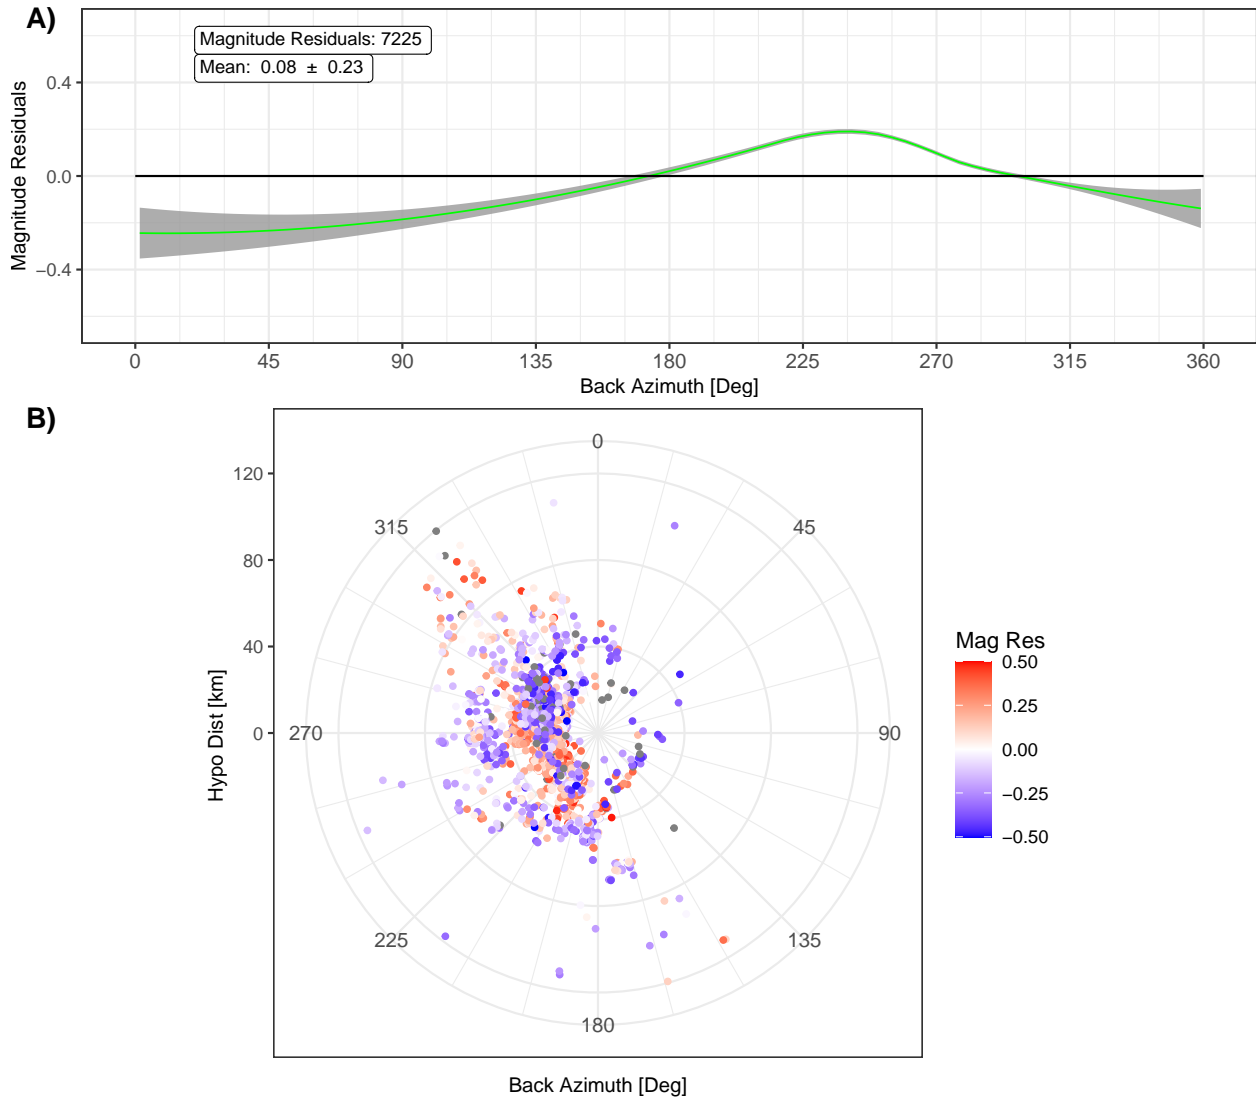 A)
Magnitude Residuals: 7225
Mean:  0.08  ±  0.23
Magnitude Residuals
0.4
0.0
−0.4
0 45 90 135 180 225 270 315 360
Back Azimuth [Deg]
B)
Hypo Dist [km]
120
80
40
0
0
45
90
135
180
225
270
315
Back Azimuth [Deg]
Mag Res
0.50
0.25
0.00
−0.25
−0.50